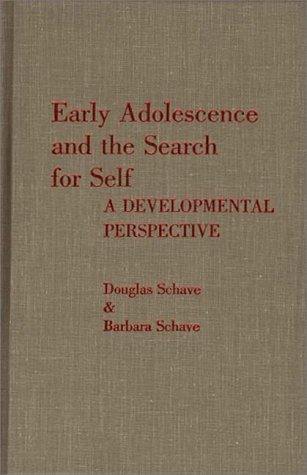 Early Adolescence
and the Search
for Self
A DEVELOPMENTAL
PERSPECTIVE
Douglas Schave
&
Barbara Schave